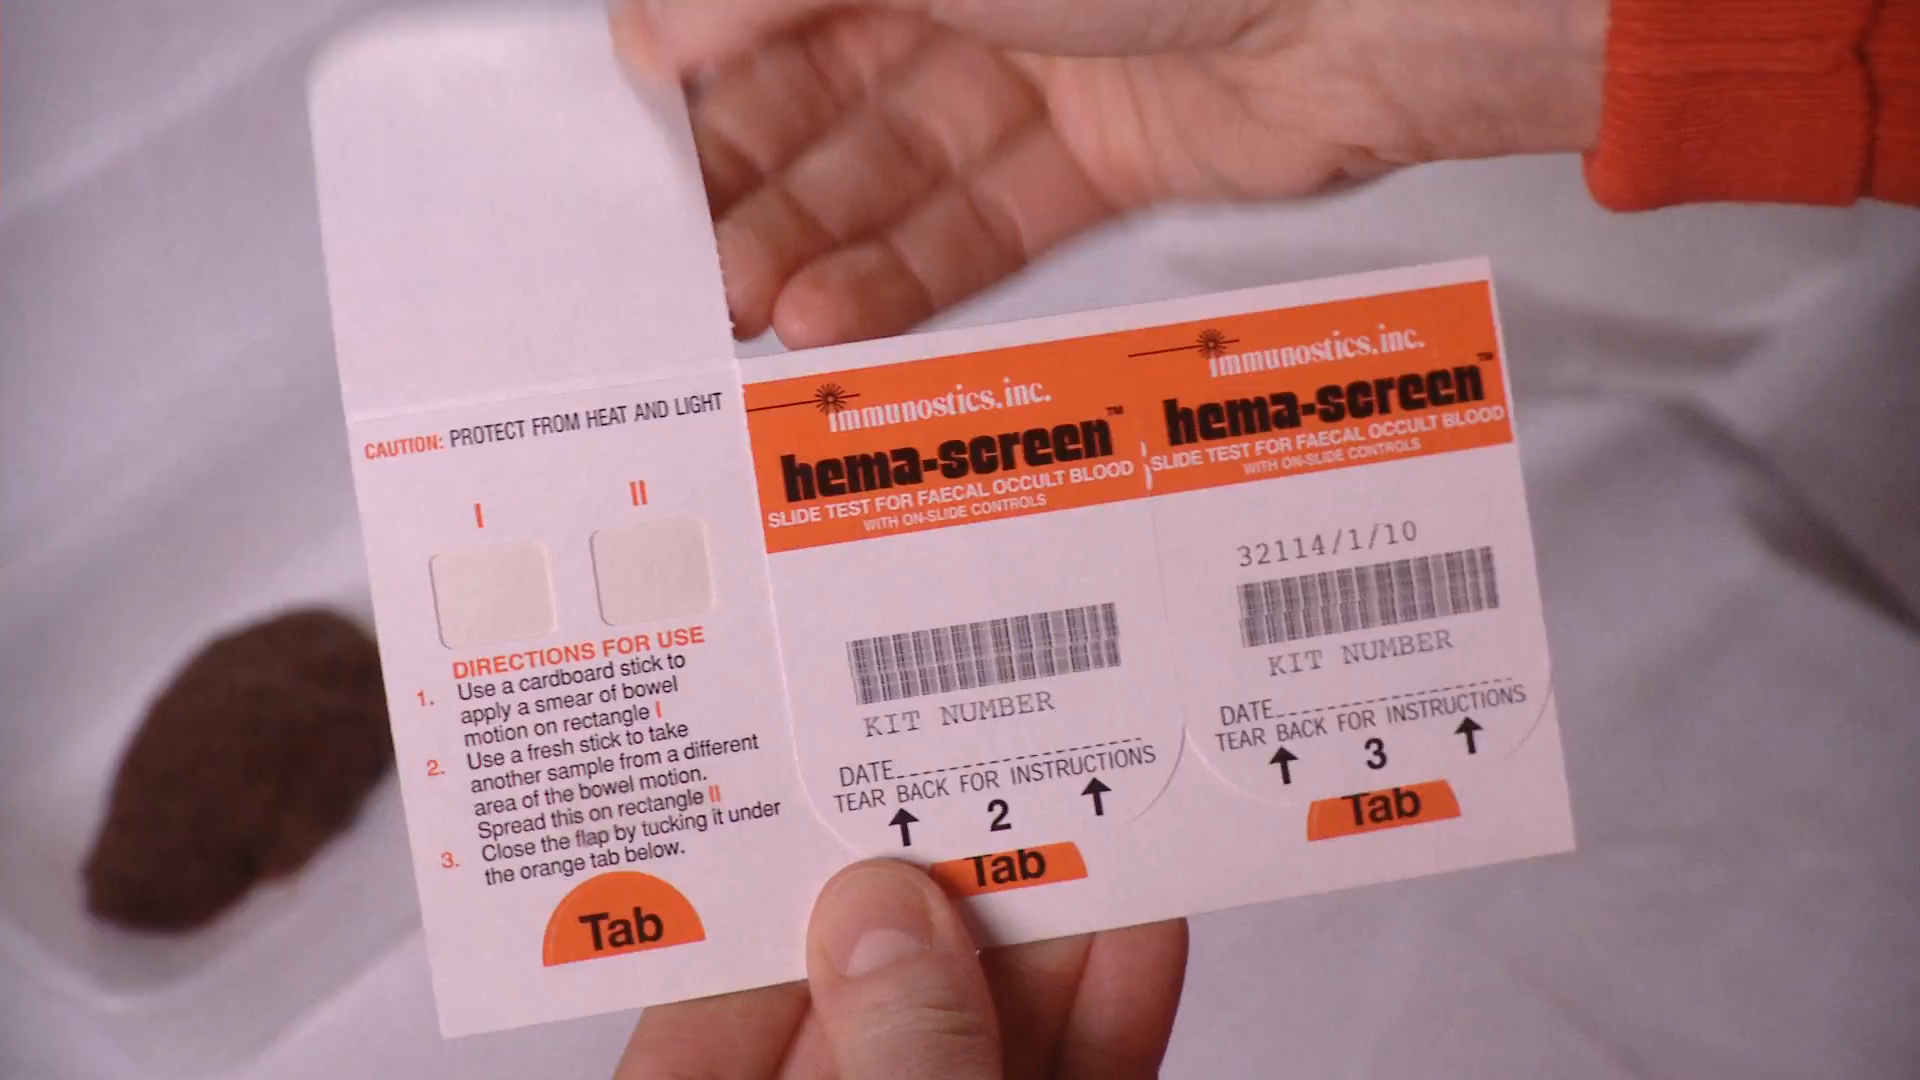 CAUTION: PROTECT FROM HEAT AND LIGHT
I II
DIRECTIONS FOR USE
1. Use a cardboard stick to
apply a smear of bowel
motion on rectangle I
2. Use a fresh stick to take
another sample from a different
area of the bowel motion.
Spread this on rectangle II
3. Close the flap by tucking it under
the orange tab below.
Tab
immunostics.inc.
hema-screen™
SLIDE TEST FOR FAECAL OCCULT BLOOD
WITH ON-SLIDE CONTROLS
KIT NUMBER
DATE
TEAR BACK FOR INSTRUCTIONS
2
Tab
immunostics.inc.
hema-screen™
SLIDE TEST FOR FAECAL OCCULT BLOOD
WITH ON-SLIDE CONTROLS
32114/1/10
KIT NUMBER
DATE
TEAR BACK FOR INSTRUCTIONS
3
Tab